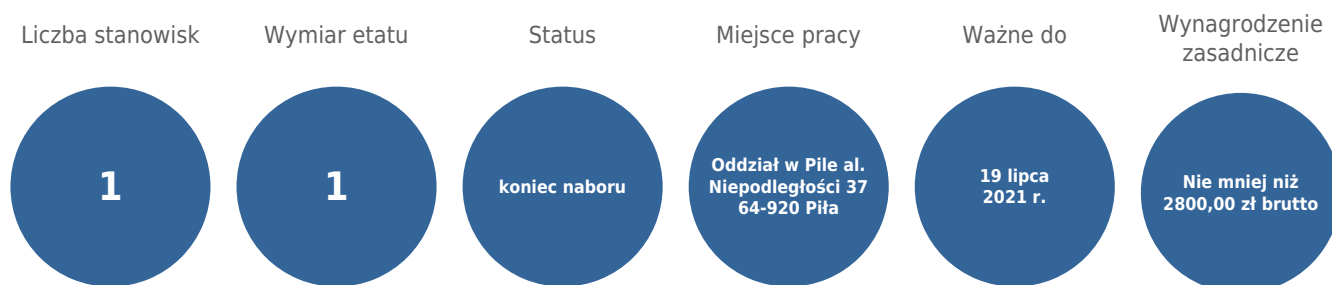 Liczba stanowisk
1
Wymiar etatu
1
Status
koniec naboru
Miejsce pracy
Oddział w Pile al.
Niepodległości 37
64-920 Piła
Ważne do
19 lipca
2021 r.
Wynagrodzenie
zasadnicze
Nie mniej niż
2800,00 zł brutto